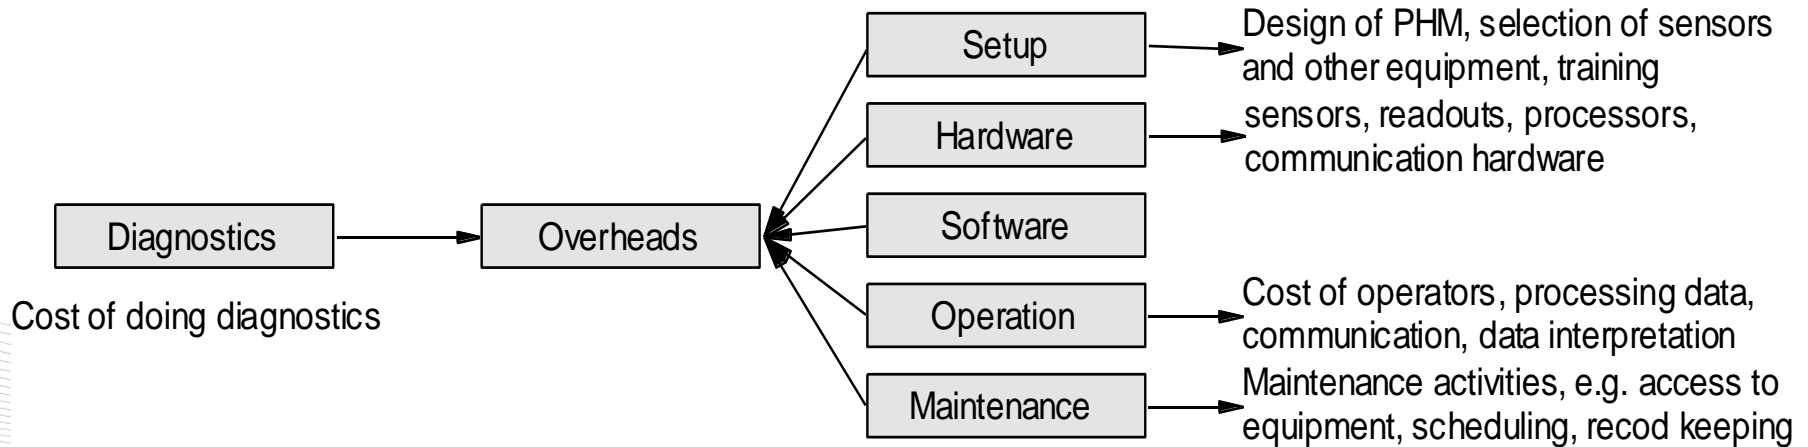 Diagnostics
Cost of doing diagnostics
Overheads
Setup
Design of PHM, selection of sensors
and other equipment, training
Hardware
sensors, readouts, processors,
communication hardware
Software
Operation
Cost of operators, processing data,
communication, data interpretation
Maintenance
Maintenance activities, e.g. access to
equipment, scheduling, recod keeping